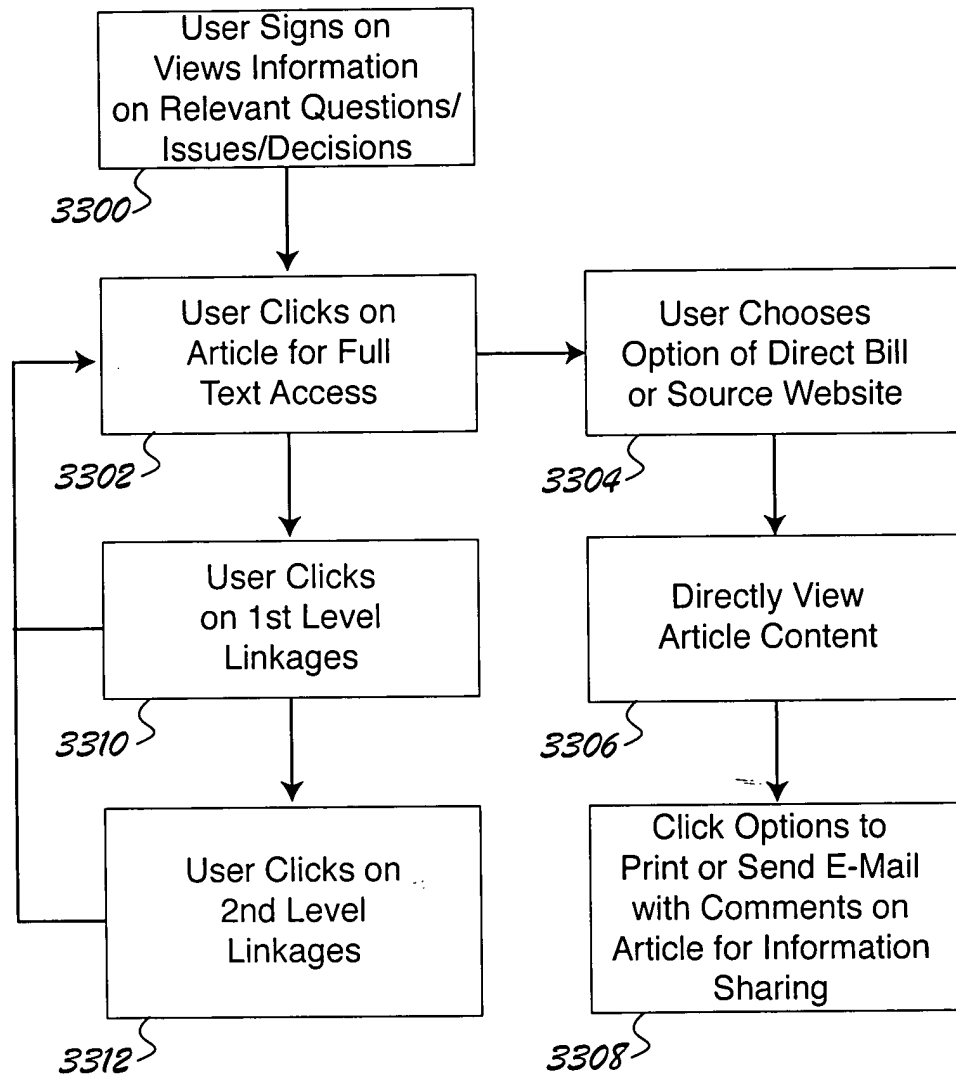 User Signs on
Views Information
on Relevant Questions/
Issues/Decisions
3300
User Clicks on
Article for Full
Text Access
3302
User Chooses
Option of Direct Bill
or Source Website
3304
User Clicks
on 1st Level
Linkages
3310
Directly View
Article Content
3306
User Clicks on
2nd Level
Linkages
3312
Click Options to
Print or Send E-Mail
with Comments on
Article for Information
Sharing
3308